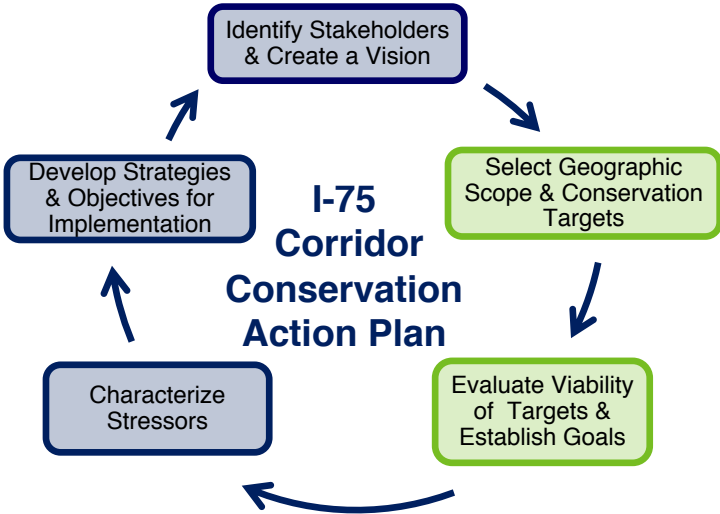 Identify Stakeholders
& Create a Vision
Select Geographic
Scope & Conservation
Targets
Evaluate Viability
of Targets &
Establish Goals
Characterize
Stressors
Develop Strategies
& Objectives for
Implementation
I-75
Corridor
Conservation
Action Plan